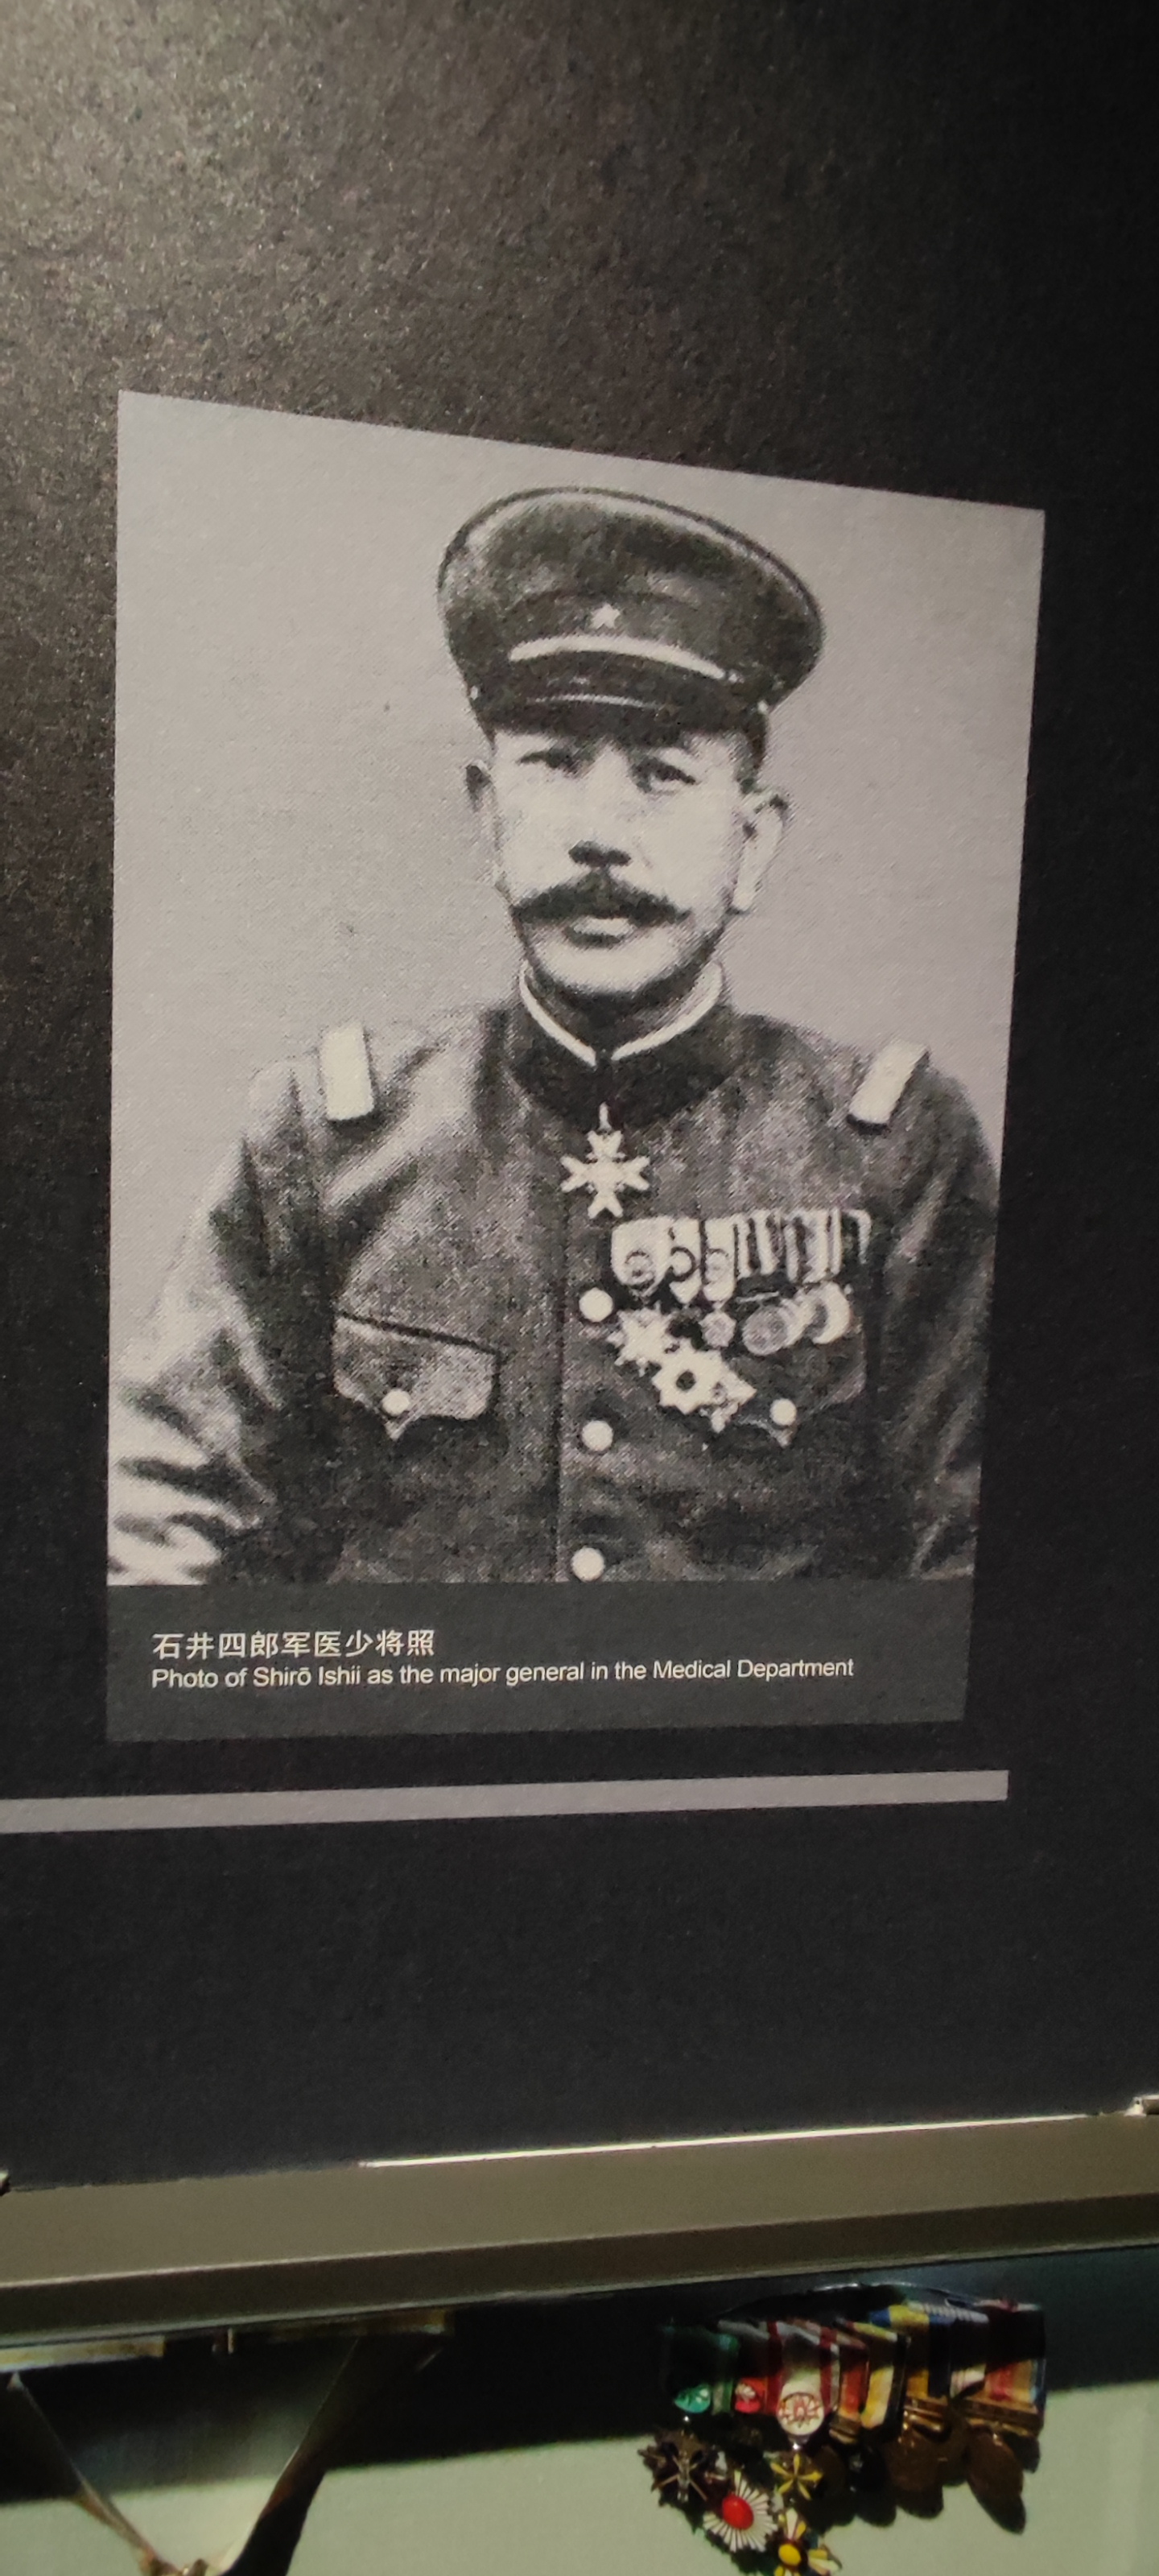 石井四郎军医少将照
Photo of Shirō Ishii as the major general in the Medical Department